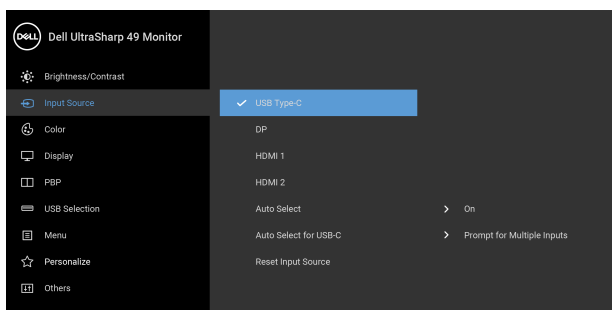 DELL Dell UltraSharp 49 Monitor
Brightness/Contrast
Input Source USB Type-C
Color DP
Display HDMI 1
PBP HDMI 2
USB Selection Auto Select On
Menu Auto Select for USB-C Prompt for Multiple Inputs
Personalize Reset Input Source
Others